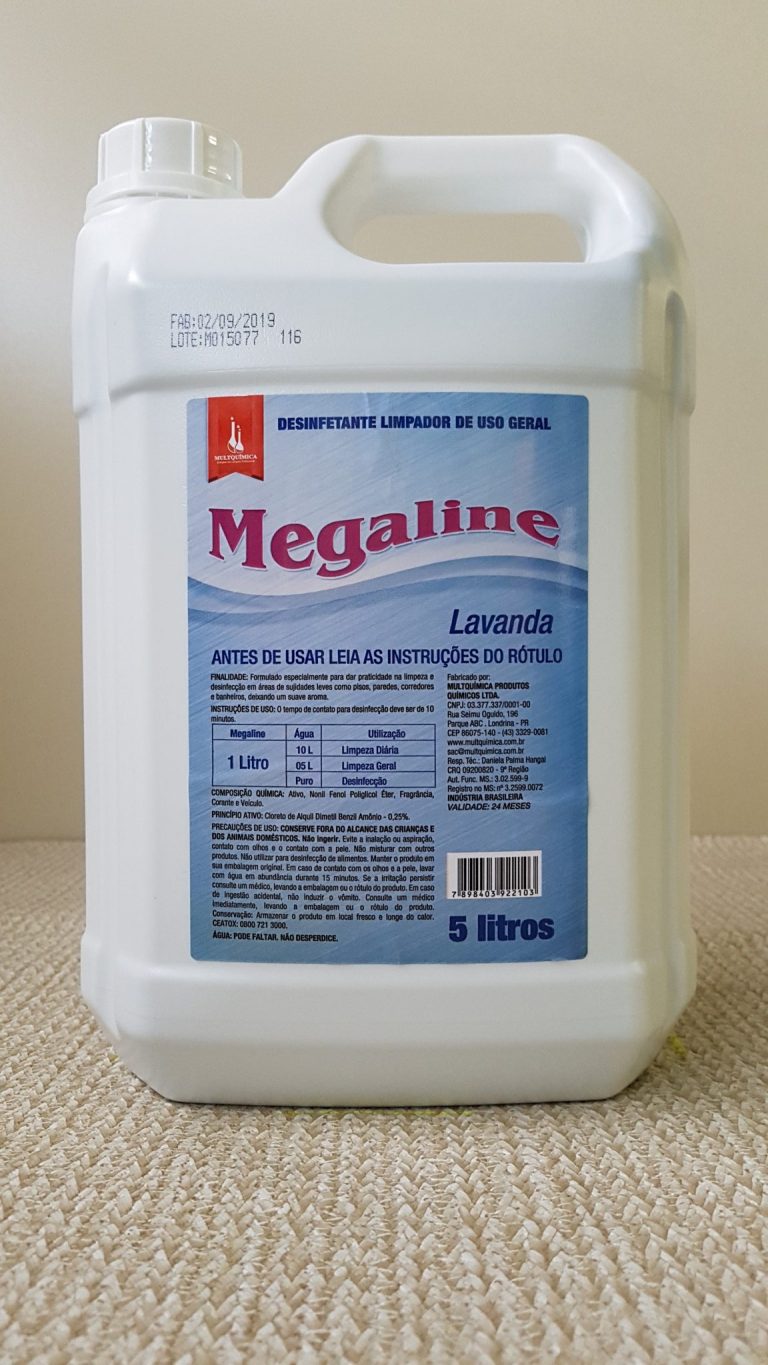 FAB:02/09/2019
LOTE:M015077 116
MULTQUÍMICA
DESINFETANTE LIMPADOR DE USO GERAL
Megaline
Lavanda
ANTES DE USAR LEIA AS INSTRUÇÕES DO RÓTULO
FINALIDADE: Formulado especialmente para dar praticidade na limpeza e
desinfecção em áreas de sujidades leves como pisos, paredes, corredores
e banheiros, deixando um suave aroma.
INSTRUÇÕES DE USO: O tempo de contato para desinfecção deve ser de 10
minutos.
Megaline Água Utilização
1 Litro
10 L Limpeza Diária
05 L Limpeza Geral
Puro Desinfecção
COMPOSIÇÃO QUÍMICA: Ativo, Nonil Fenol Poliglicol Éter, Fragrância,
Corante e Veículo.
PRINCÍPIO ATIVO: Cloreto de Alquil Dimetil Benzil Amônio - 0,25%.
PRECAUÇÕES DE USO: CONSERVE FORA DO ALCANCE DAS CRIANÇAS E
DOS ANIMAIS DOMÉSTICOS. Não ingerir. Evite a inalação ou aspiração,
contato com olhos e o contato com a pele. Não misturar com outros
produtos. Não utilizar para desinfecção de alimentos. Manter o produto em
sua embalagem original. Em caso de contato com os olhos e a pele, lavar
com água em abundância durante 15 minutos. Se a irritação persistir
consulte um médico, levando a embalagem ou o rótulo do produto. Em caso
de ingestão acidental, não induzir o vômito. Consulte um médico
imediatamente, levando a embalagem ou o rótulo do produto.
Conservação: Armazenar o produto em local fresco e longe do calor.
CEATOX: 0800 721 3000.
ÁGUA: PODE FALTAR. NÃO DESPERDICE.
Fabricado por:
MULTQUÍMICA PRODUTOS
QUÍMICOS LTDA.
CNPJ: 03.377.337/0001-00
Rua Seimu Oguido, 196
Parque ABC . Londrina - PR
CEP 86075-140 - (43) 3329-0081
www.multquimica.com.br
sac@multquimica.com.br
Resp. Téc.: Daniela Palma Hangai
CRQ 09200820 - 9ª Região
Aut. Func. MS.: 3.02.599-9
Registro no MS: nº 3.2599.0072
INDÚSTRIA BRASILEIRA
VALIDADE: 24 MESES
7 898403 922103
5 litros